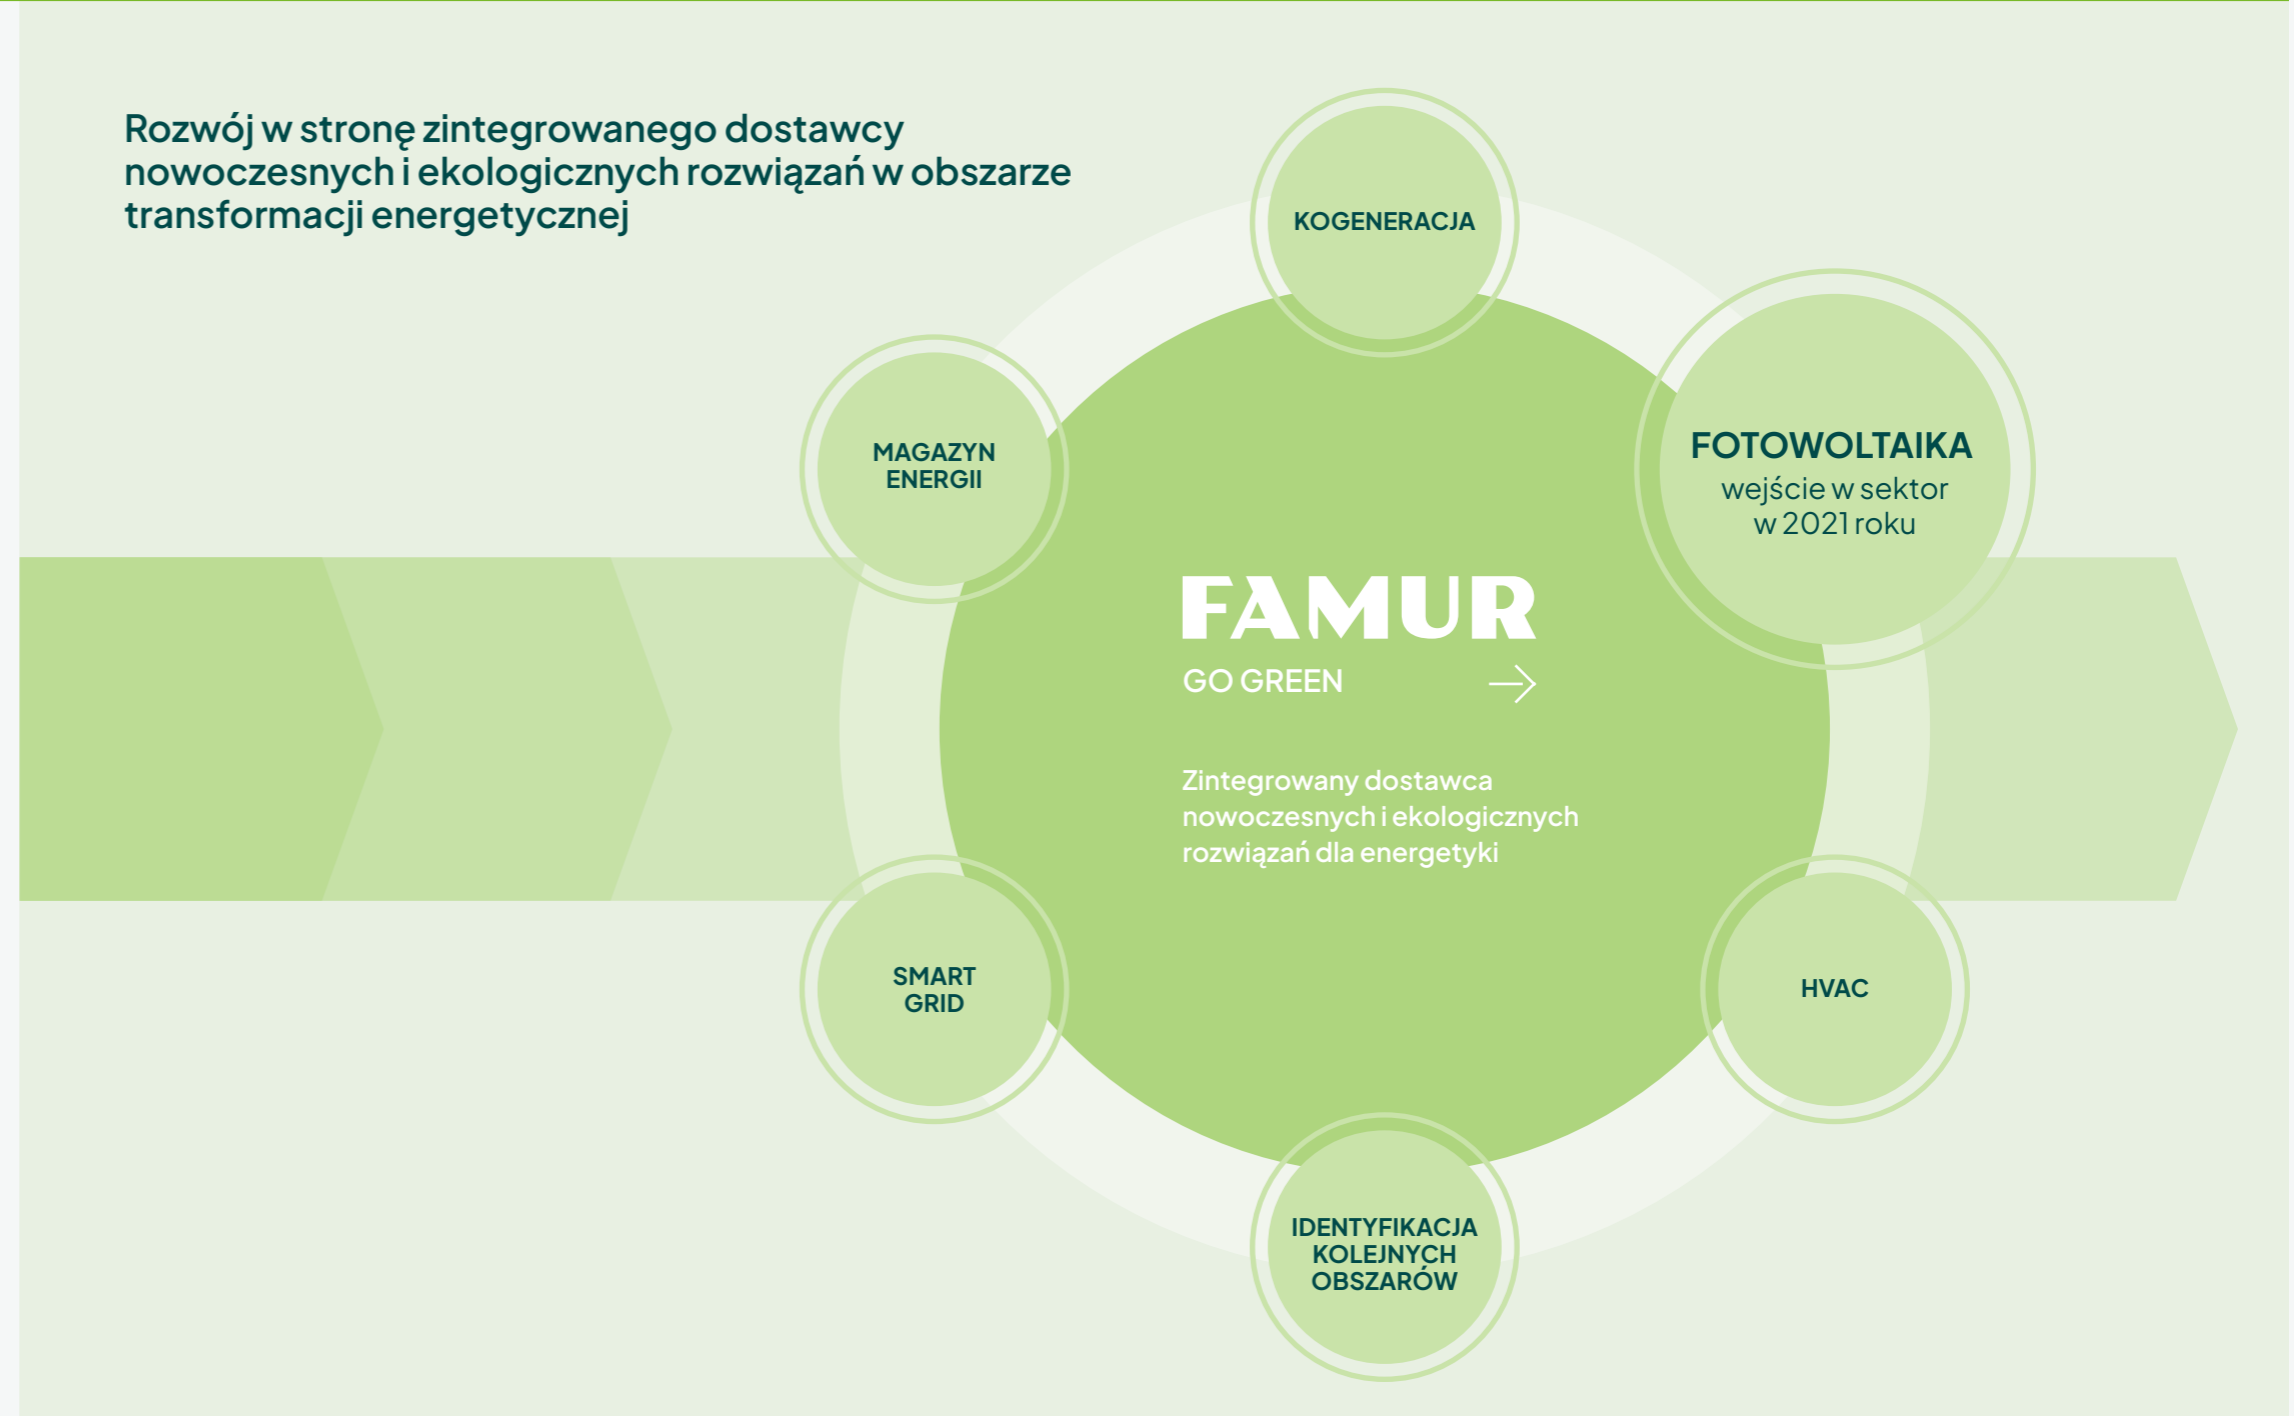 Rozwój w stronę zintegrowanego dostawcy
nowoczesnych i ekologicznych rozwiązań w obszarze
transformacji energetycznej
KOGENERACJA
FOTOWOLTAIKA
wejście w sektor
w 2021 roku
MAGAZYN
ENERGII
FAMUR
GO GREEN
Zintegrowany dostawca
nowoczesnych i ekologicznych
rozwiązań dla energetyki
SMART
GRID
HVAC
IDENTYFIKACJA
KOLEJNYCH
OBSZARÓW